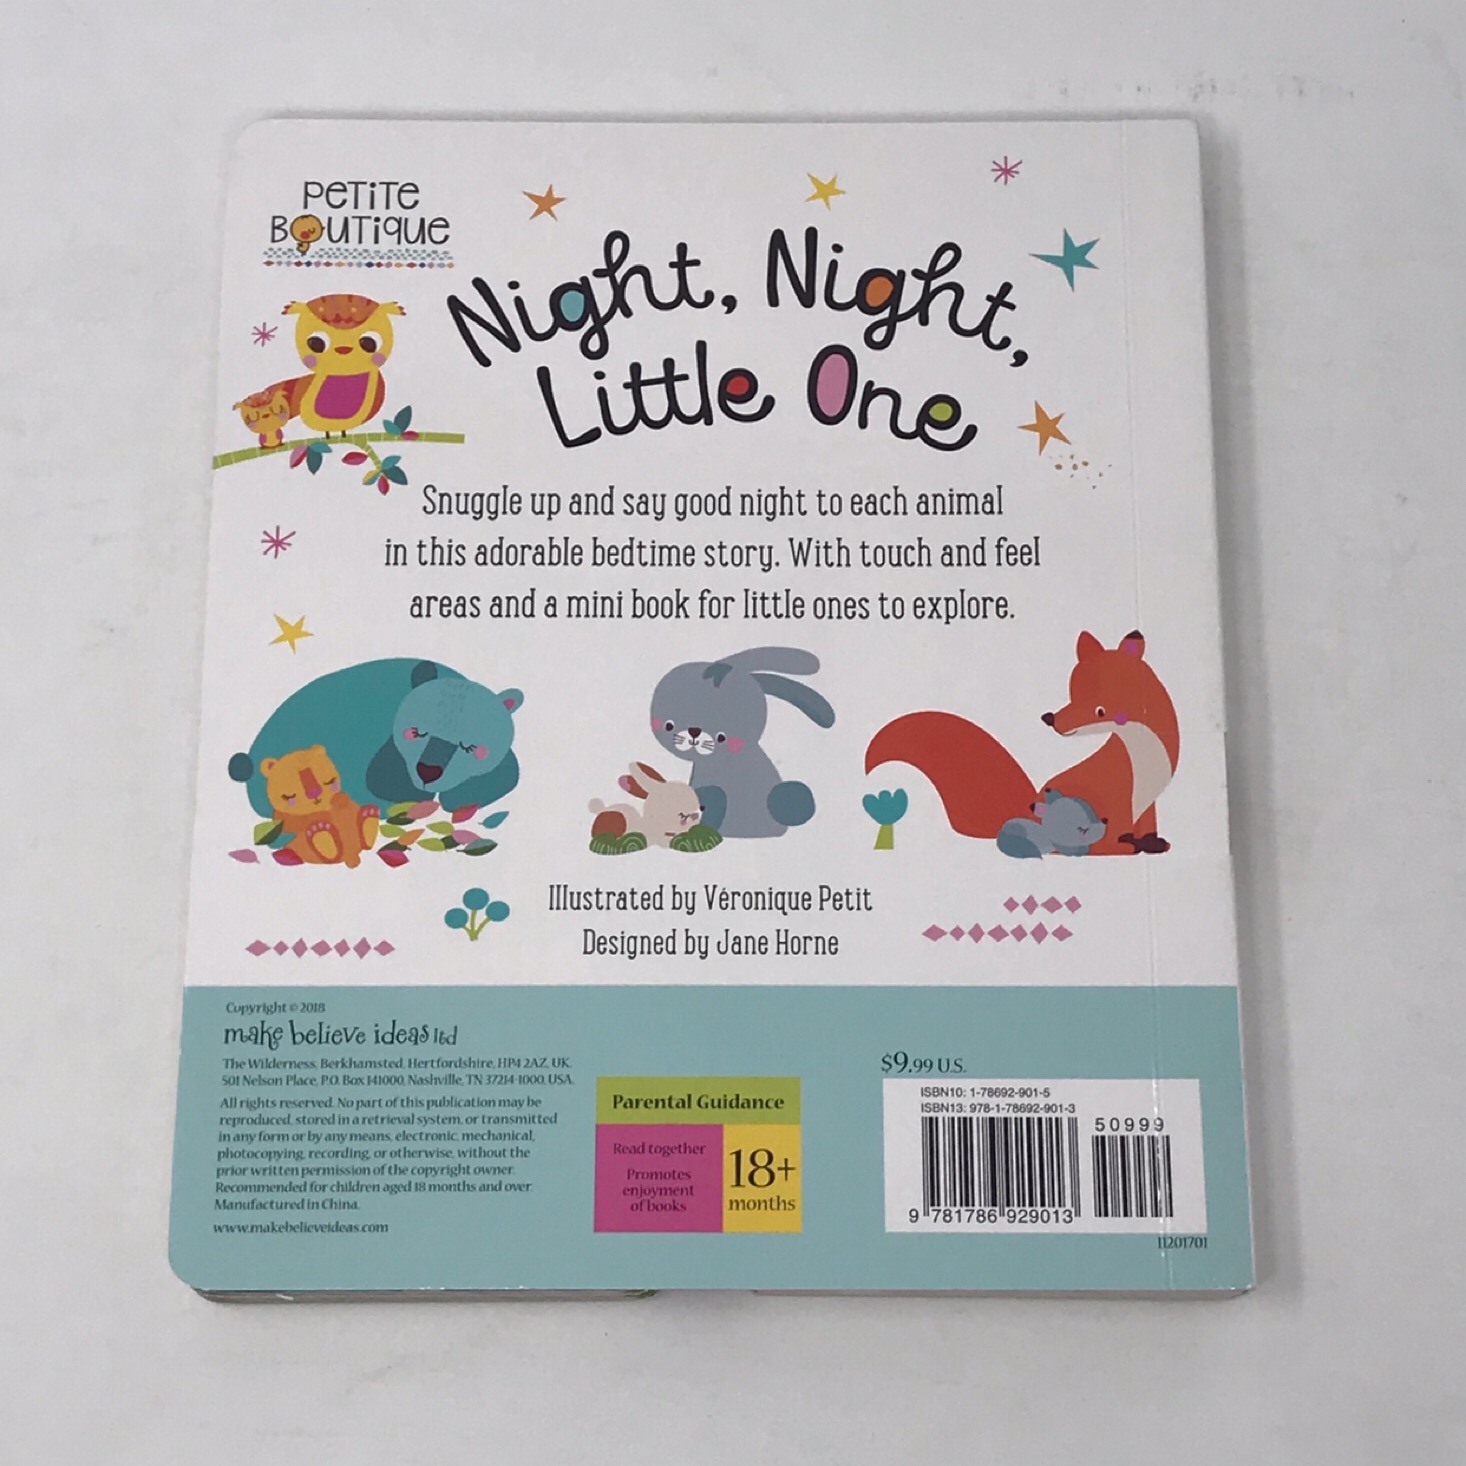 PETiTE
BOUTiQUE
Night, Night,
Little One
Snuggle up and say good night to each animal
in this adorable bedtime story. With touch and feel
areas and a mini book for little ones to explore.
Illustrated by Véronique Petit
Designed by Jane Horne
Copyright © 2018
make believe ideas ltd
The Wilderness, Berkhamsted, Hertfordshire, HP4 2AZ, UK.
501 Nelson Place, P.O. Box 141000, Nashville, TN 37214-1000, USA.
All rights reserved. No part of this publication may be
reproduced, stored in a retrieval system, or transmitted
in any form or by any means, electronic, mechanical,
photocopying, recording, or otherwise, without the
prior written permission of the copyright owner.
Recommended for children aged 18 months and over.
Manufactured in China.
www.makebelieveideas.com
Parental Guidance
Read together
Promotes
enjoyment
of books
18+
months
$9.99 U.S.
ISBN10: 1-78692-901-5
ISBN13: 978-1-78692-901-3
50999
9 781786 929013
11201701